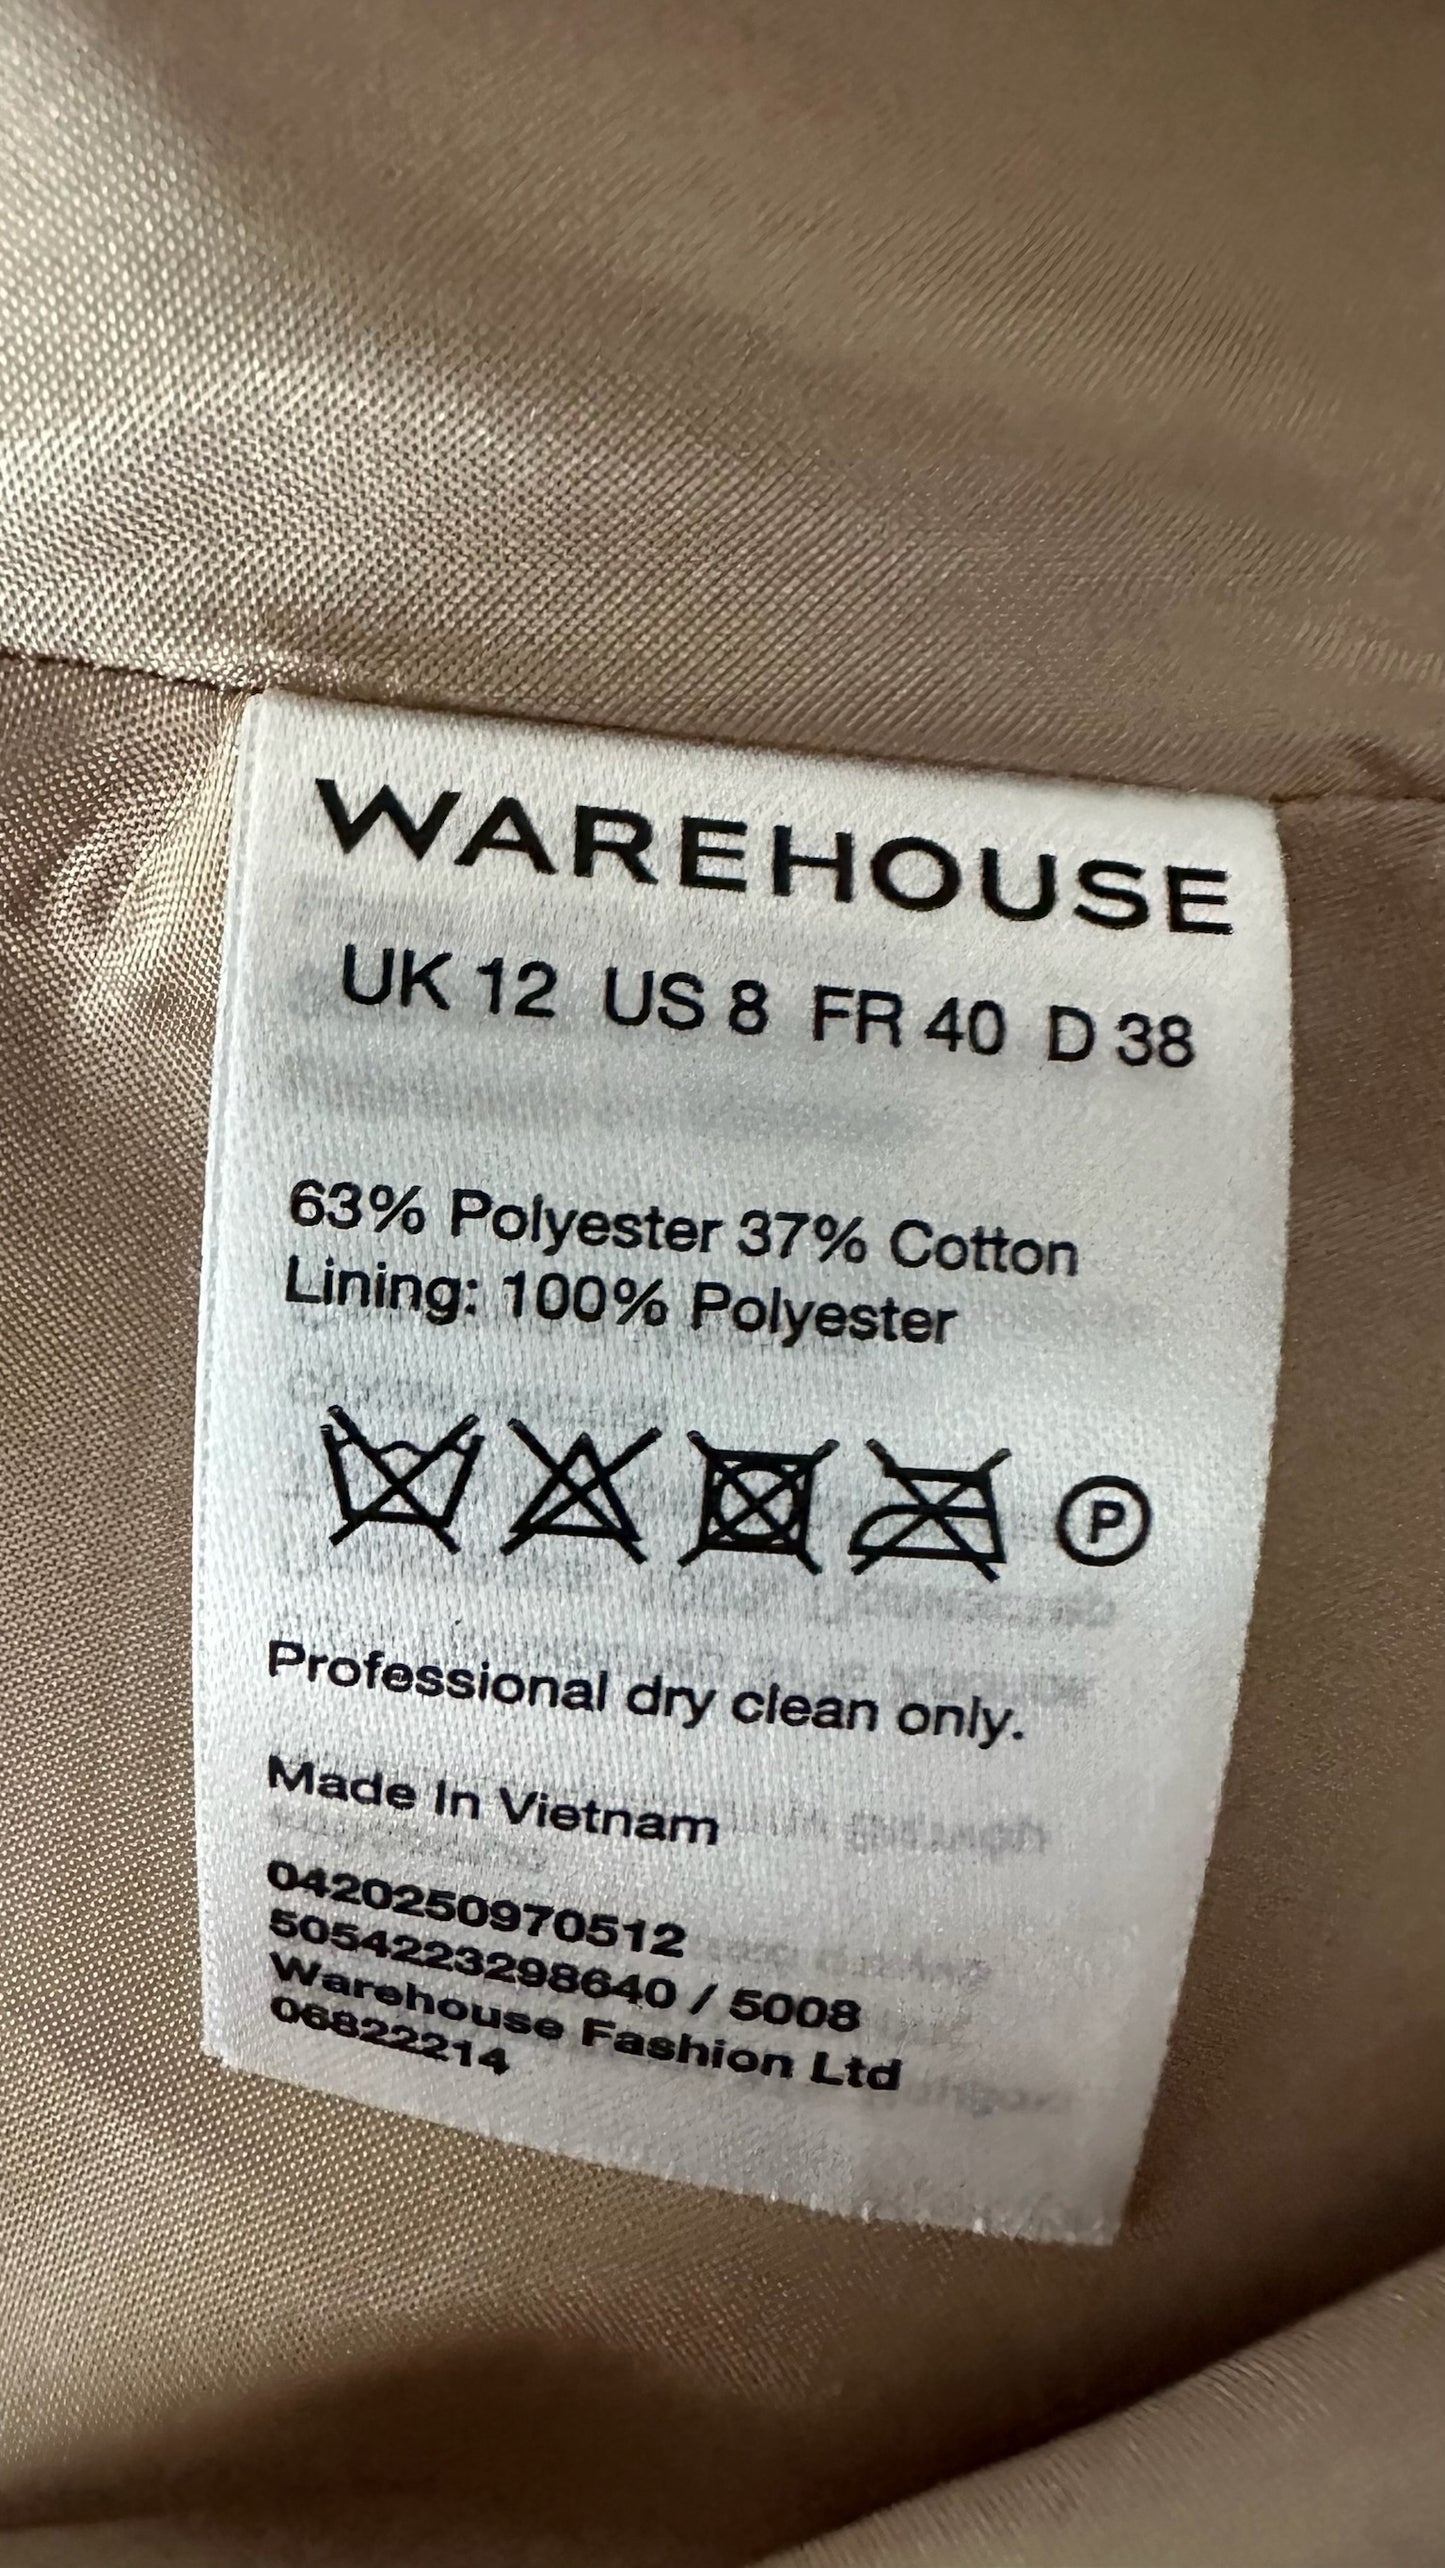 WAREHOUSE
UK 12 US 8 FR 40 D 38
63% Polyester 37% Cotton
Lining: 100% Polyester
P
Professional dry clean only.
Made In Vietnam
0420250970512
5054223298640 / 5008
Warehouse Fashion Ltd
06822214